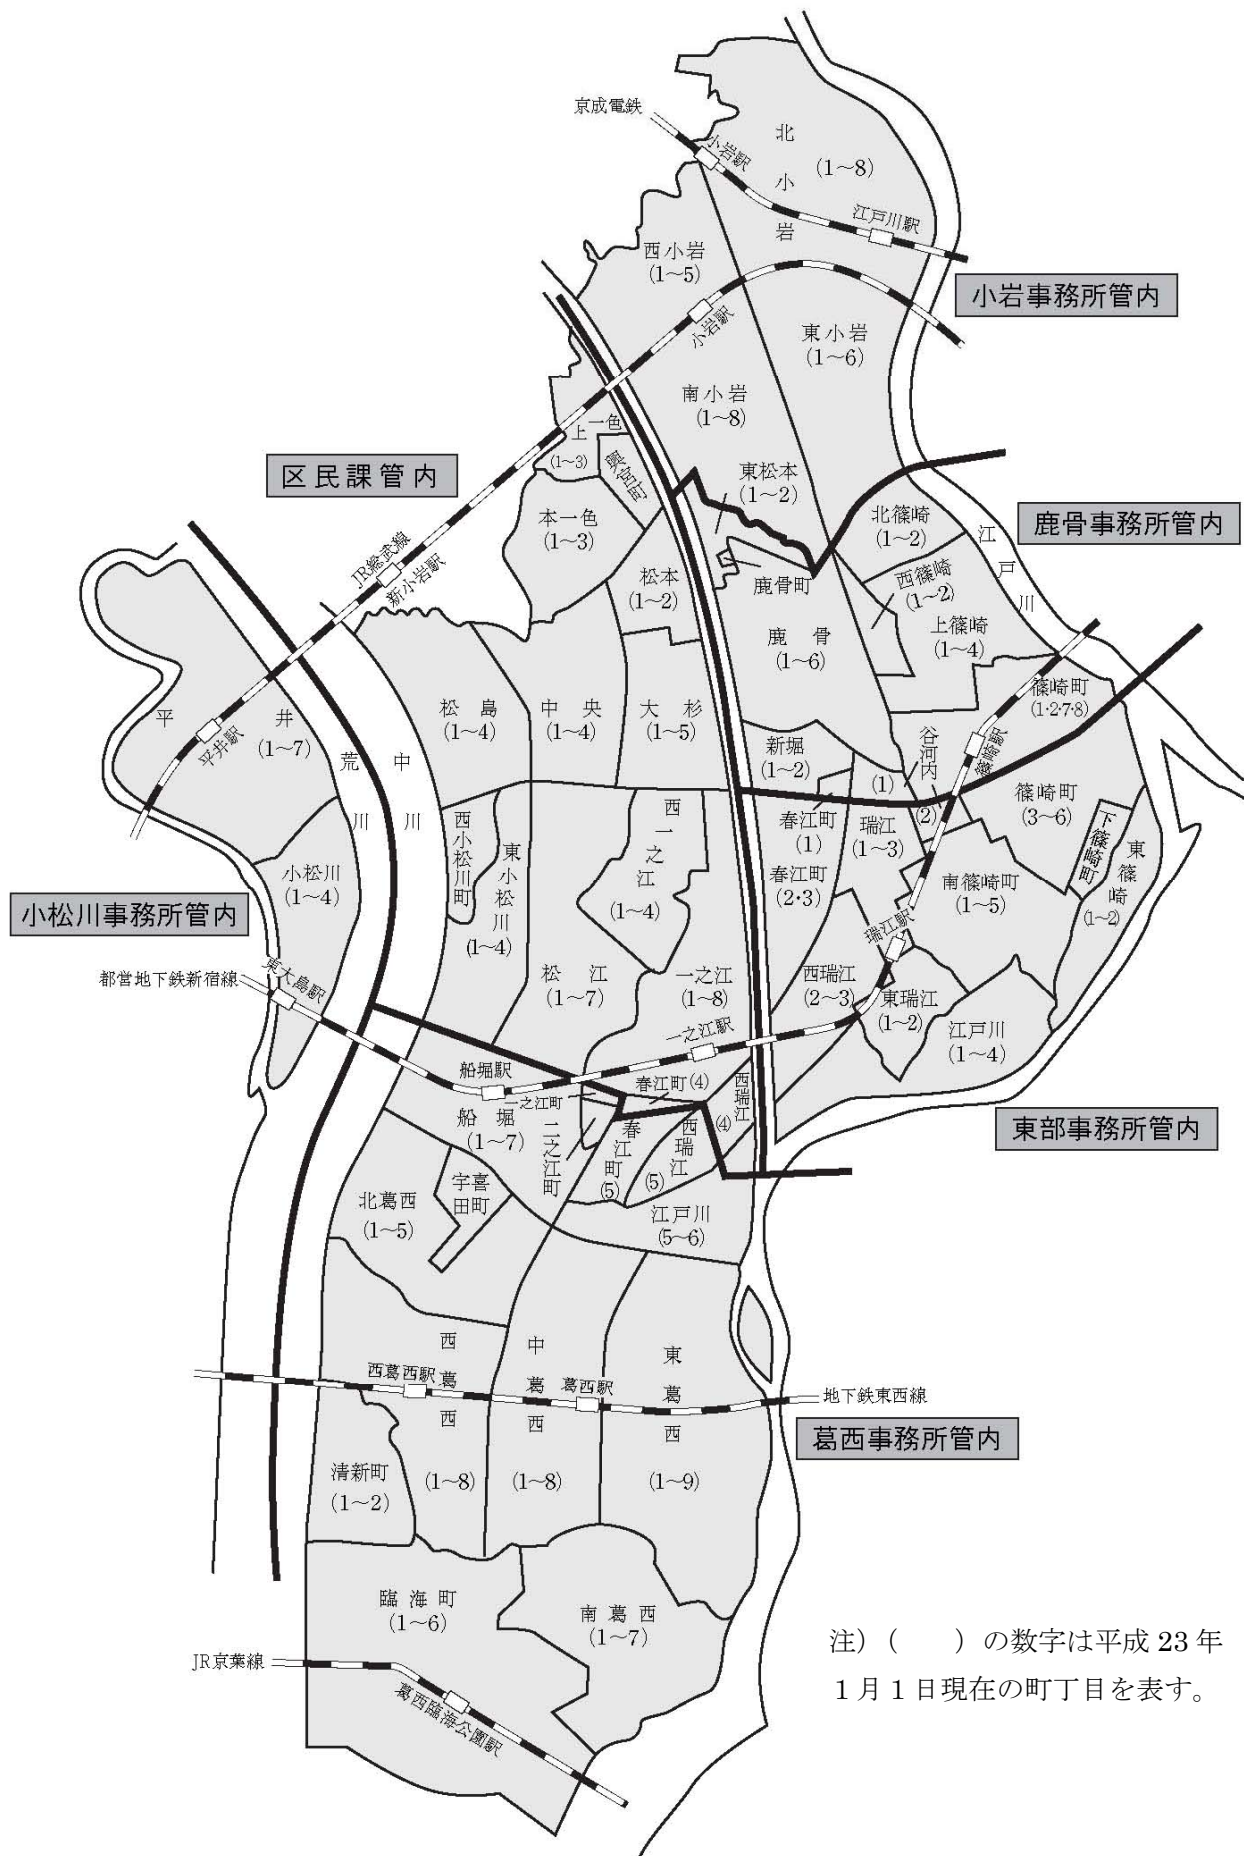 京成電鉄
小岩駅
北小岩
(1～8)
江戸川駅
西小岩
(1～5)
小岩駅
小岩事務所管内
東小岩
(1～6)
南小岩
(1～8)
上一色
(1～3)
興宮町
区民課管内
東松本
(1～2)
本一色
(1～3)
北篠崎
(1～2)
鹿骨事務所管内
江戸川
JR総武線
新小岩駅
松本
(1～2)
鹿骨町
西篠崎
(1～2)
鹿骨
(1～6)
上篠崎
(1～4)
篠崎町
(1･2･7･8)
平井
(1～7)
平井駅
荒川
中川
松島
(1～4)
中央
(1～4)
大杉
(1～5)
新堀
(1～2)
谷河内
(1)
(2)
篠崎駅
篠崎町
(3～6)
下篠崎町
東篠崎
(1～2)
西小松川町
東小松川
(1～4)
西一之江
(1～4)
春江町
(1)
瑞江
(1～3)
春江町
(2･3)
南篠崎町
(1～5)
小松川
(1～4)
小松川事務所管内
瑞江駅
都営地下鉄新宿線
東大島駅
松江
(1～7)
一之江
(1～8)
西瑞江
(2～3)
東瑞江
(1～2)
江戸川
(1～4)
一之江駅
船堀駅
春江町(4)
西瑞江
(4)
一之江町
二之江町
船堀
(1～7)
春江町
(5)
西瑞江
(5)
東部事務所管内
宇喜田町
北葛西
(1～5)
江戸川
(5～6)
西葛西
(1～8)
中葛西
(1～8)
東葛西
(1～9)
西葛西駅
葛西駅
地下鉄東西線
葛西事務所管内
清新町
(1～2)
臨海町
(1～6)
南葛西
(1～7)
JR京葉線
葛西臨海公園駅
注）（　　）の数字は平成 23 年
1月1日現在の町丁目を表す。